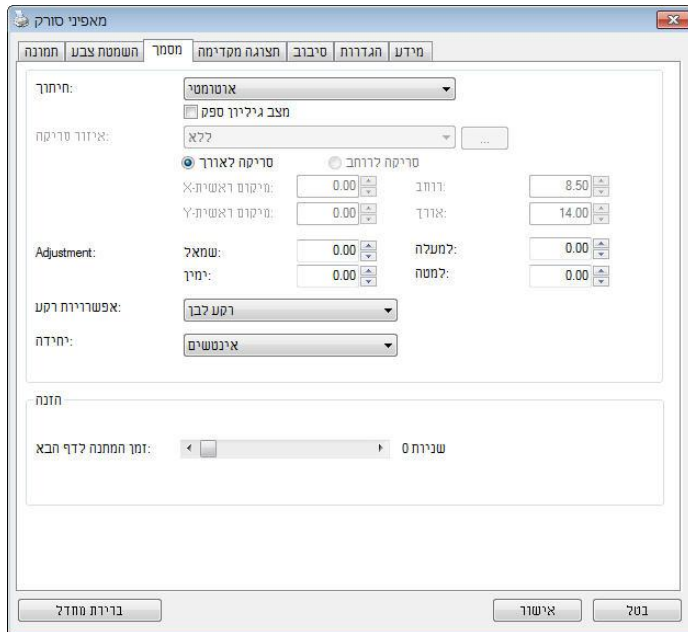 מאפיני סורק
תמונה השמטת צבע מסמך תצוגה מקדימה סיבוב הגדרות מידע
חיתוך: אוטומטי
מצב גיליון ספק
איזור סריקה: ללא ...
סריקה לאורך סריקה לרוחב
מיקום ראשית-X: 0.00 רוחב: 8.50
מיקום ראשית-Y: 0.00 אורך: 14.00
Adjustment: שמאל: 0.00 למעלה: 0.00
ימין: 0.00 למטה: 0.00
אפשרויות רקע: רקע לבן
יחידה: אינטשים
הזנה
זמן המתנה לדף הבא: 0 שניות
ברירת מחדל אישור בטל